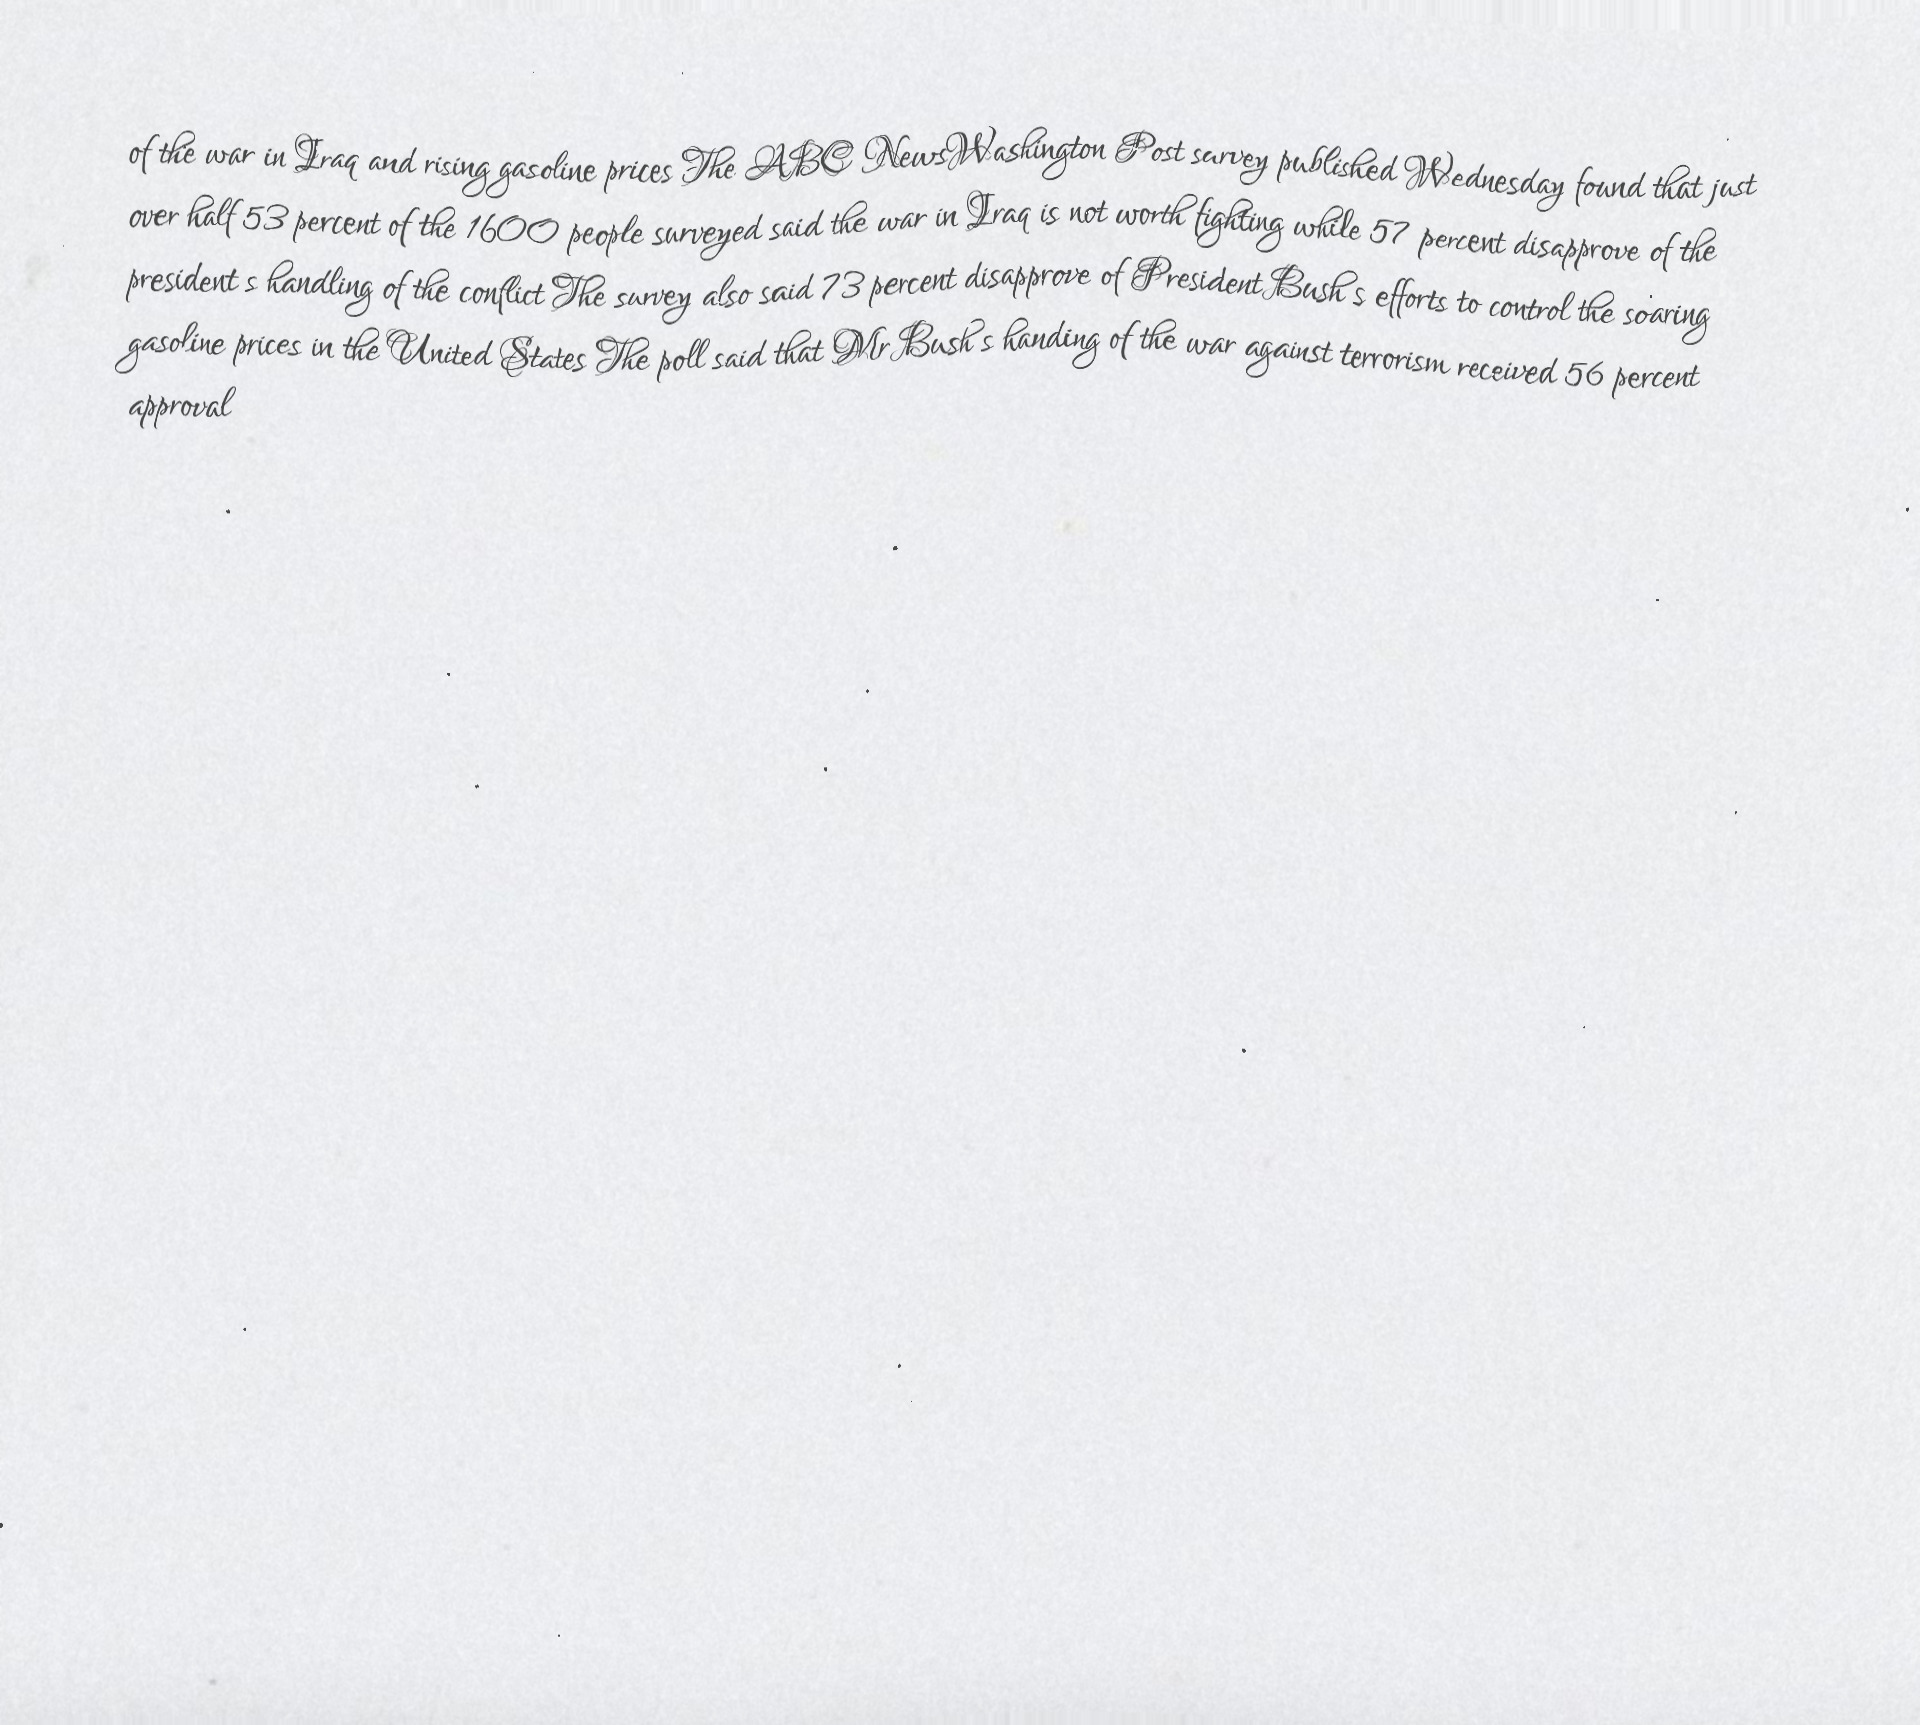 of the war in Iraq and rising gasoline prices The ABC NewsWashington Post survey published Wednesday found that just
over half 53 percent of the 1600 people surveyed said the war in Iraq is not worth fighting while 57 percent disapprove of the
president s handling of the conflict The survey also said 73 percent disapprove of President Bush s efforts to control the soaring
gasoline prices in the United States The poll said that Mr Bush s handing of the war against terrorism received 56 percent
approval